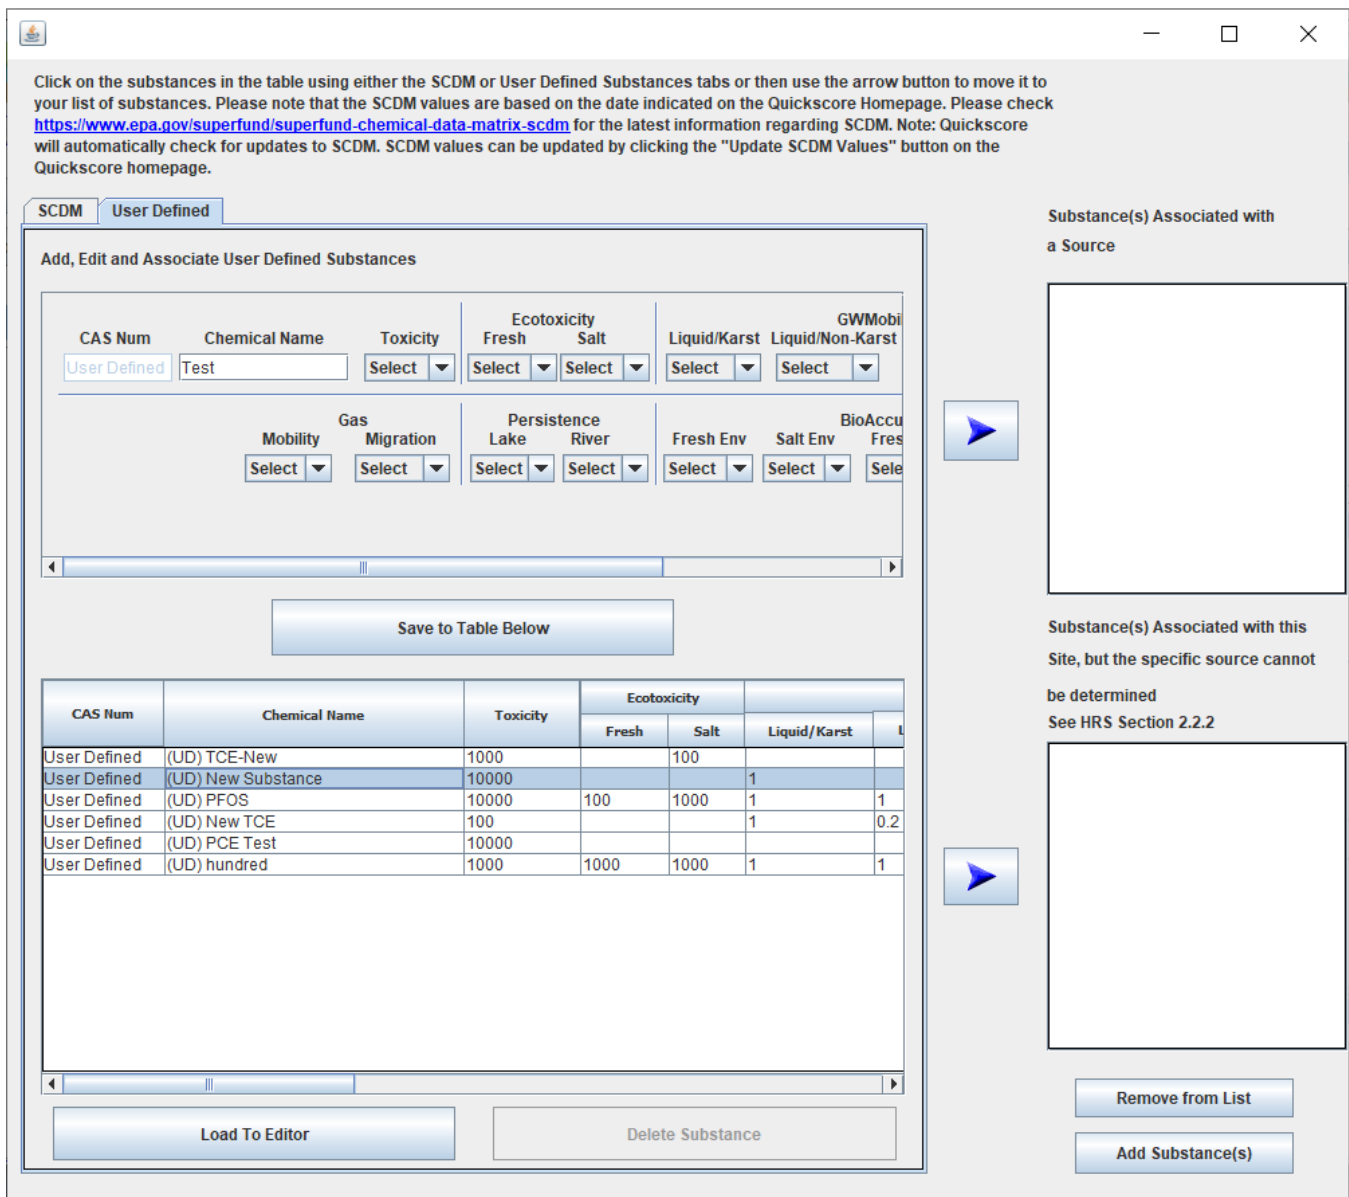 Click on the substances in the table using either the SCDM or User Defined Substances tabs or then use the arrow button to move it to
your list of substances. Please note that the SCDM values are based on the date indicated on the Quickscore Homepage. Please check
https://www.epa.gov/superfund/superfund-chemical-data-matrix-scdm for the latest information regarding SCDM. Note: Quickscore
will automatically check for updates to SCDM. SCDM values can be updated by clicking the "Update SCDM Values" button on the
Quickscore homepage.
SCDM User Defined
Add, Edit and Associate User Defined Substances
Ecotoxicity GWMobi
CAS Num Chemical Name Toxicity Fresh Salt Liquid/Karst Liquid/Non-Karst
User Defined Test Select Select Select Select Select
Gas Persistence BioAccu
Mobility Migration Lake River Fresh Env Salt Env Fres
Select Select Select Select Select Select Sele
Save to Table Below
CAS Num Chemical Name Toxicity Ecotoxicity
Fresh Salt Liquid/Karst L
User Defined (UD) TCE-New 1000 100
User Defined (UD) New Substance 10000 1
User Defined (UD) PFOS 10000 100 1000 1 1
User Defined (UD) New TCE 100 1 0.2
User Defined (UD) PCE Test 10000
User Defined (UD) hundred 1000 1000 1000 1 1
Load To Editor Delete Substance
Substance(s) Associated with
a Source
Substance(s) Associated with this
Site, but the specific source cannot
be determined
See HRS Section 2.2.2
Remove from List
Add Substance(s)